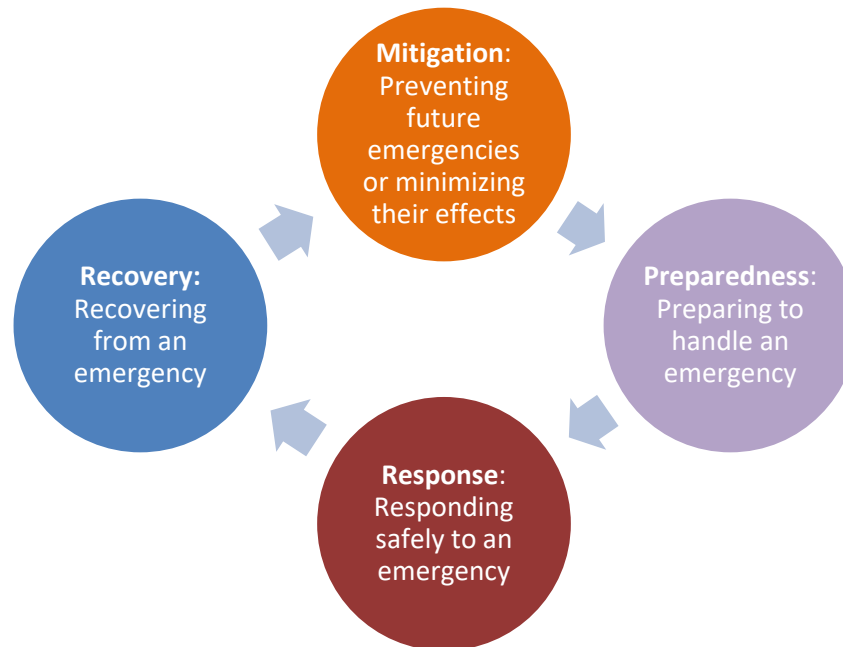 Mitigation:
Preventing
future
emergencies
or minimizing
their effects
Preparedness:
Preparing to
handle an
emergency
Response:
Responding
safely to an
emergency
Recovery:
Recovering
from an
emergency